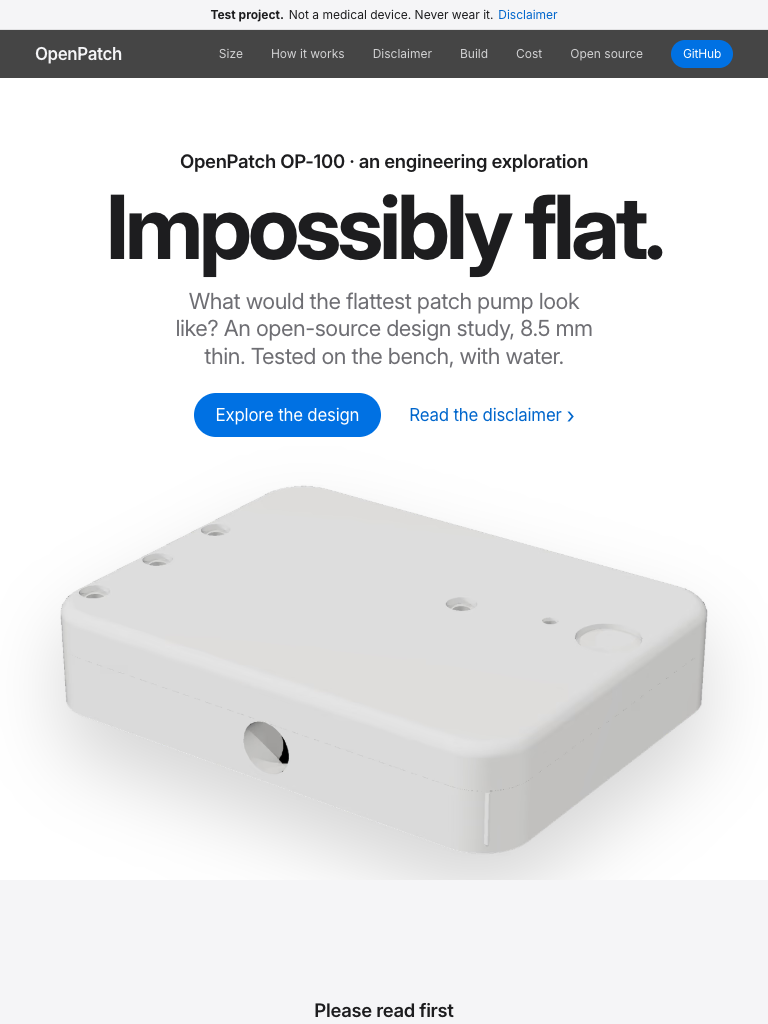 Test project. Not a medical device. Never wear it. Disclaimer
OpenPatch
Size
How it works
Disclaimer
Build
Cost
Open source
GitHub
OpenPatch OP-100 · an engineering exploration
Impossibly flat.
What would the flattest patch pump look
like? An open-source design study, 8.5 mm
thin. Tested on the bench, with water.
Explore the design
Read the disclaimer ›
Please read first